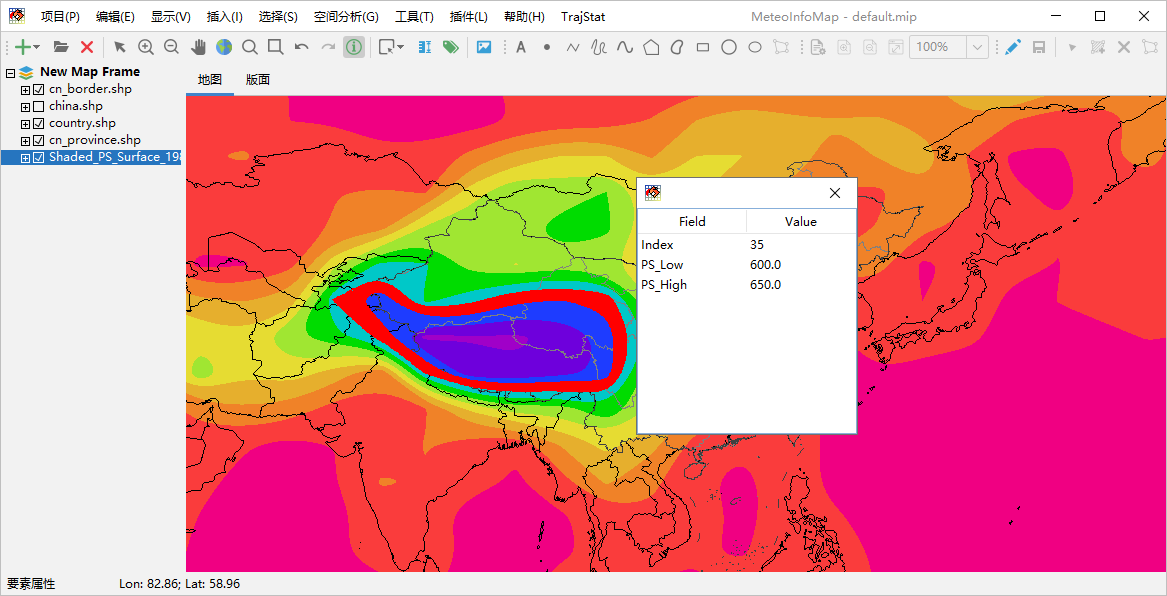 MeteoInfoMap - default.mip
项目(P) 编辑(E) 显示(V) 插入(I) 选择(S) 空间分析(G) 工具(T) 插件(L) 帮助(H) TrajStat
A 100%
New Map Frame
cn_border.shp
china.shp
country.shp
cn_province.shp
Shaded_PS_Surface_198
地图 版面
Field Value
Index 35
PS_Low 600.0
PS_High 650.0
要素属性 Lon: 82.86; Lat: 58.96